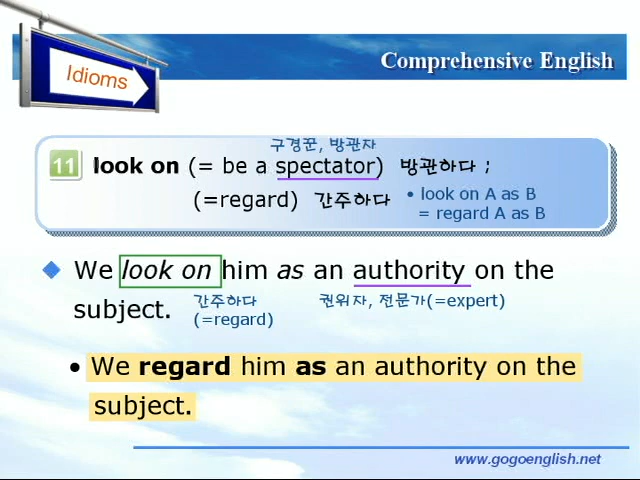 Idioms
Comprehensive English
구경꾼, 방관자
11 look on (= be a spectator) 방관하다 ;
(=regard) 간주하다
• look on A as B
= regard A as B
◆ We look on him as an authority on the
subject.
간주하다
(=regard)
권위자, 전문가(=expert)
• We regard him as an authority on the
subject.
www.gogoenglish.net